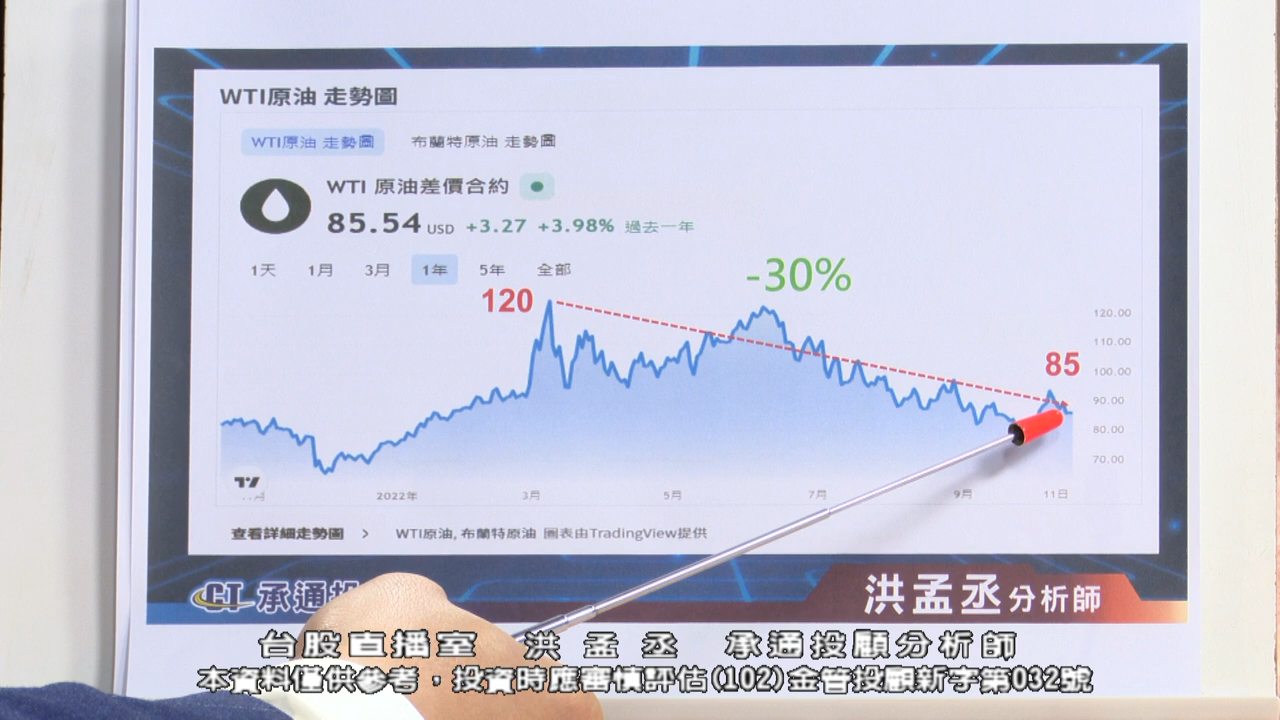 WTI原油 走勢圖
WTI原油 走勢圖 布蘭特原油 走勢圖
WTI 原油差價合約
85.54 USD +3.27 +3.98% 過去一年
1天 1月 3月 1年 5年 全部
-30%
120
85
120.00
110.00
100.00
90.00
80.00
70.00
2022年 3月 5月 7月 9月 11日
查看詳細走勢圖 > WTI原油, 布蘭特原油 圖表由TradingView提供
CT 承通投
洪孟丞分析師
台股直播室 洪 孟 丞 承通投顧分析師
本資料僅供參考，投資時應審慎評估(102)金管投顧新字第032號